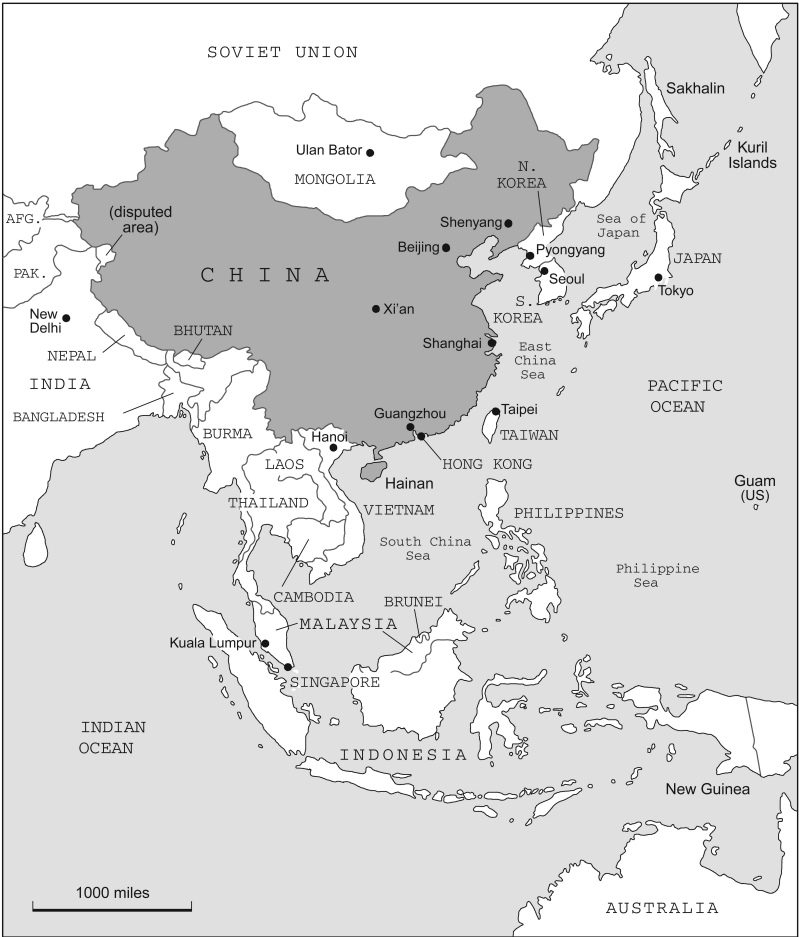 SOVIET UNION
Sakhalin
Kuril
Islands
Ulan Bator
MONGOLIA
N.
KOREA
AFG.
(disputed
area)
Shenyang
Sea of
Japan
Beijing
Pyongyang
JAPAN
PAK.
CHINA
Seoul
Tokyo
New
Delhi
Xi'an
S.
KOREA
BHUTAN
Shanghai
East
China
Sea
NEPAL
INDIA
PACIFIC
OCEAN
BANGLADESH
Guangzhou
Taipei
BURMA
Hanoi
TAIWAN
LAOS
HONG KONG
Hainan
Guam
(US)
THAILAND
VIETNAM
PHILIPPINES
South China
Sea
Philippine
Sea
CAMBODIA
BRUNEI
MALAYSIA
Kuala Lumpur
SINGAPORE
INDIAN
OCEAN
INDONESIA
New Guinea
1000 miles
AUSTRALIA